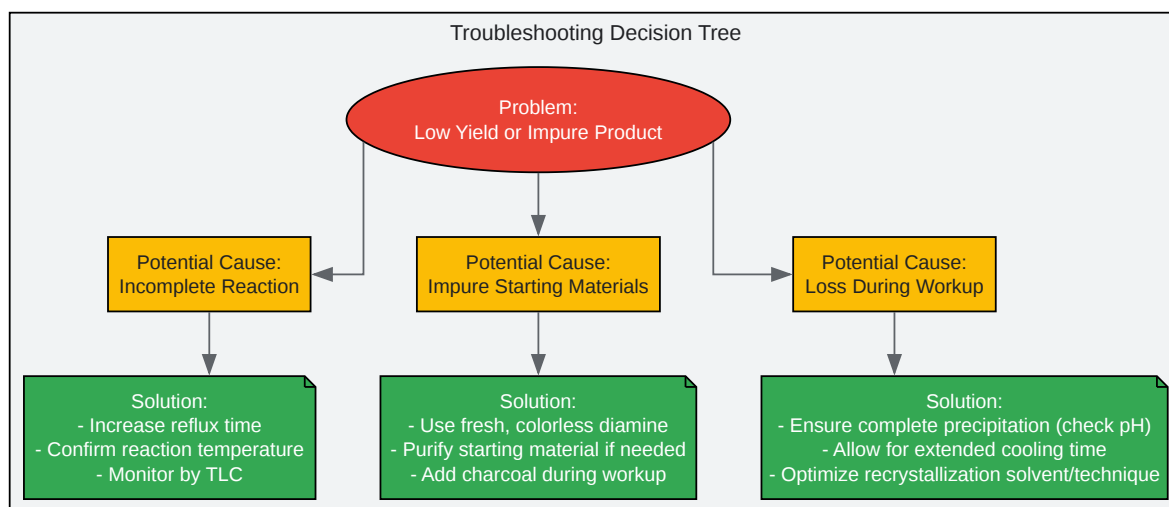 Troubleshooting Decision Tree
Problem:
Low Yield or Impure Product
Potential Cause:
Incomplete Reaction
Potential Cause:
Impure Starting Materials
Potential Cause:
Loss During Workup
Solution:
- Increase reflux time
- Confirm reaction temperature
- Monitor by TLC
Solution:
- Use fresh, colorless diamine
- Purify starting material if needed
- Add charcoal during workup
Solution:
- Ensure complete precipitation (check pH)
- Allow for extended cooling time
- Optimize recrystallization solvent/technique